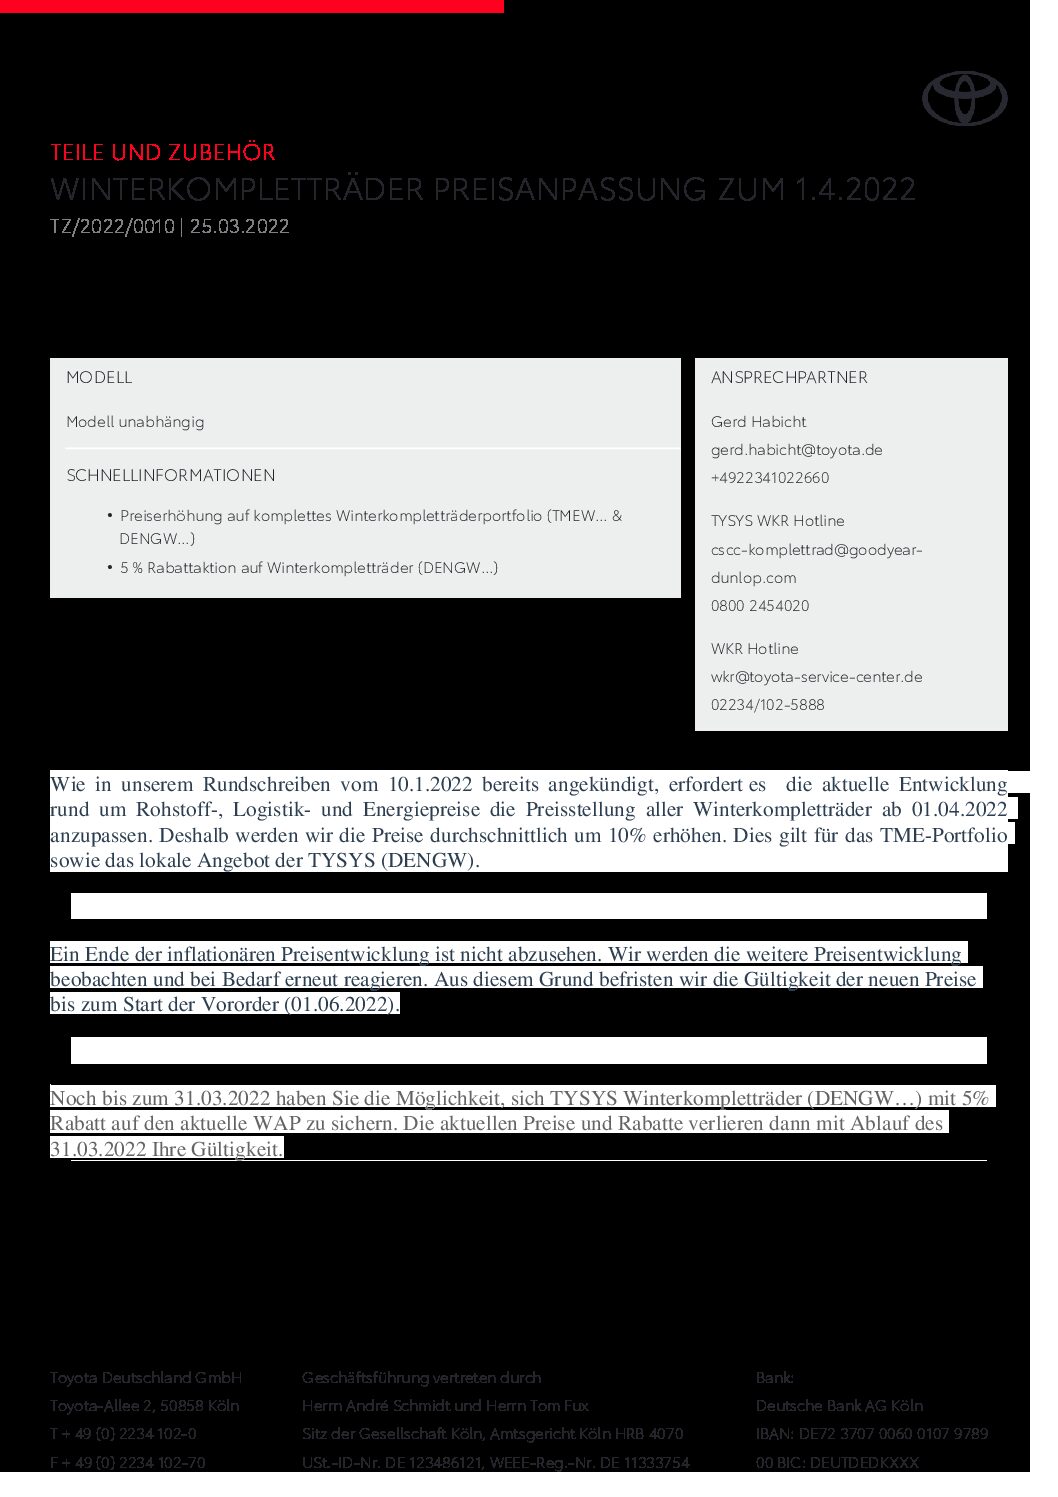 TEILE UND ZUBEHÖR
WINTERKOMPLETTRÄDER PREISANPASSUNG ZUM 1.4.2022
TZ/2022/0010 | 25.03.2022
MODELL
Modell unabhängig
SCHNELLINFORMATIONEN
• Preiserhöhung auf komplettes Winterkompletträderportfolio (TMEW... &
DENGW...)
• 5 % Rabattaktion auf Winterkompletträder (DENGW...)
ANSPRECHPARTNER
Gerd Habicht
gerd.habicht@toyota.de
+4922341022660
TYSYS WKR Hotline
cscc-komplettrad@goodyear-
dunlop.com
0800 2454020
WKR Hotline
wkr@toyota-service-center.de
02234/102-5888
Wie in unserem Rundschreiben vom 10.1.2022 bereits angekündigt, erfordert es die aktuelle Entwicklung
rund um Rohstoff-, Logistik- und Energiepreise die Preisstellung aller Winterkompletträder ab 01.04.2022
anzupassen. Deshalb werden wir die Preise durchschnittlich um 10% erhöhen. Dies gilt für das TME-Portfolio
sowie das lokale Angebot der TYSYS (DENGW).
Ein Ende der inflationären Preisentwicklung ist nicht abzusehen. Wir werden die weitere Preisentwicklung
beobachten und bei Bedarf erneut reagieren. Aus diesem Grund befristen wir die Gültigkeit der neuen Preise
bis zum Start der Vororder (01.06.2022).
Noch bis zum 31.03.2022 haben Sie die Möglichkeit, sich TYSYS Winterkompletträder (DENGW…) mit 5%
Rabatt auf den aktuelle WAP zu sichern. Die aktuellen Preise und Rabatte verlieren dann mit Ablauf des
31.03.2022 Ihre Gültigkeit.
Toyota Deutschland GmbH
Toyota-Allee 2, 50858 Köln
T + 49 (0) 2234 102-0
F + 49 (0) 2234 102-70
Geschäftsführung vertreten durch
Herrn André Schmidt und Herrn Tom Fux
Sitz der Gesellschaft Köln, Amtsgericht Köln HRB 4070
USt.-ID-Nr. DE 123486121, WEEE-Reg.-Nr. DE 11333754
Bank:
Deutsche Bank AG Köln
IBAN: DE72 3707 0060 0107 9789
00 BIC: DEUTDEDKXXX